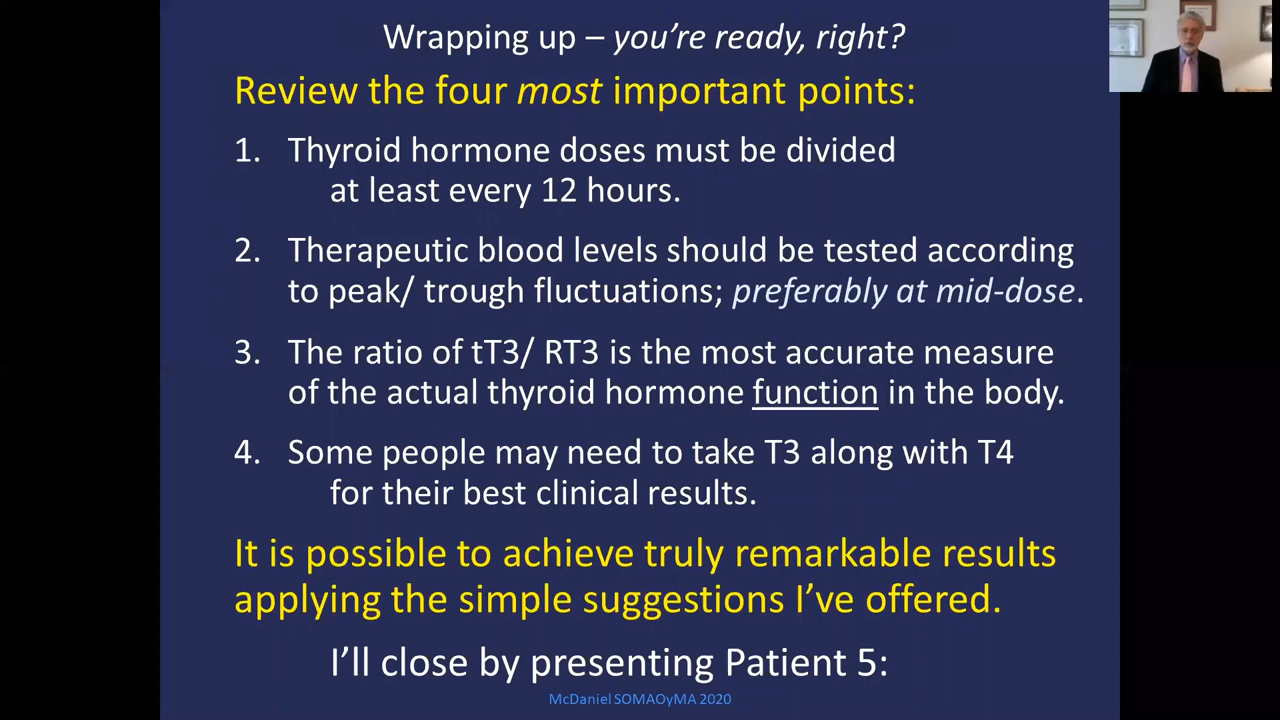 Wrapping up – you're ready, right?
Review the four most important points:
1. Thyroid hormone doses must be divided
at least every 12 hours.
2. Therapeutic blood levels should be tested according
to peak/ trough fluctuations; preferably at mid-dose.
3. The ratio of tT3/ RT3 is the most accurate measure
of the actual thyroid hormone function in the body.
4. Some people may need to take T3 along with T4
for their best clinical results.
It is possible to achieve truly remarkable results
applying the simple suggestions I've offered.
I'll close by presenting Patient 5:
McDaniel SOMAOyMA 2020